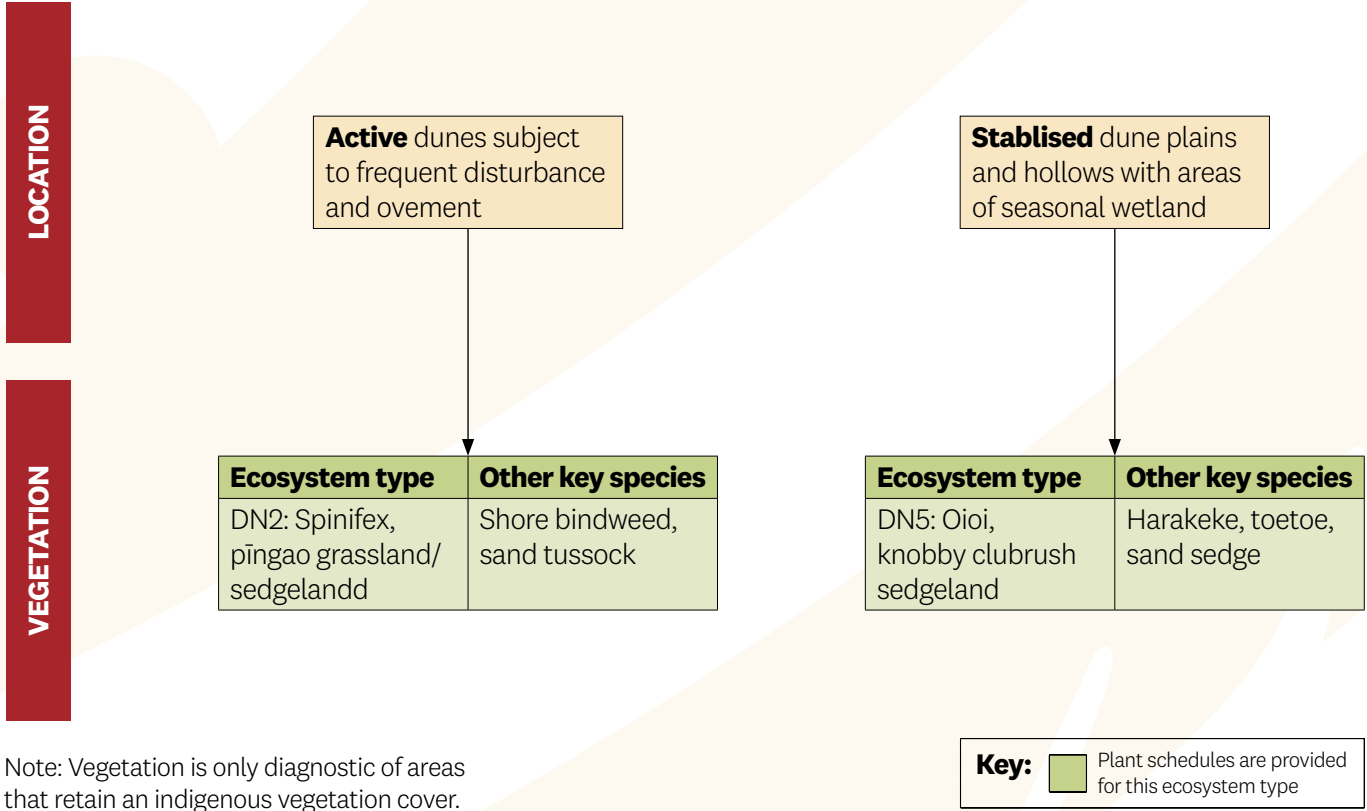 LOCATION
Active dunes subject
to frequent disturbance
and ovement
Stablised dune plains
and hollows with areas
of seasonal wetland
VEGETATION
Ecosystem type
DN2: Spinifex,
pīngao grassland/
sedgelandd
Other key species
Shore bindweed,
sand tussock
Ecosystem type
DN5: Oioi,
knobby clubrush
sedgeland
Other key species
Harakeke, toetoe,
sand sedge
Note: Vegetation is only diagnostic of areas
that retain an indigenous vegetation cover.
Key:
Plant schedules are provided
for this ecosystem type